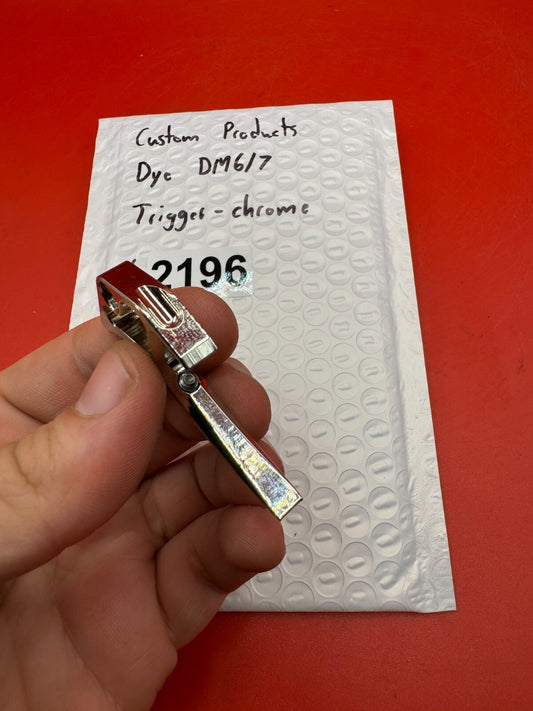 Custom Products
Dye DM6/7
Trigger - chrome
2196